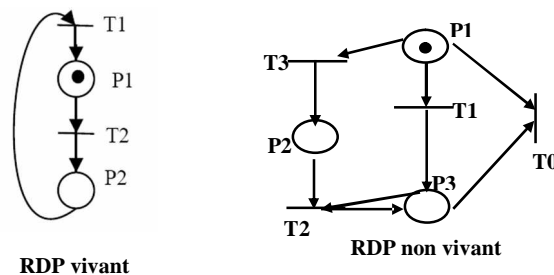 T1
P1
T2
P2
RDP vivant
P1
T3
T1
P2
T0
P3
T2
RDP non vivant